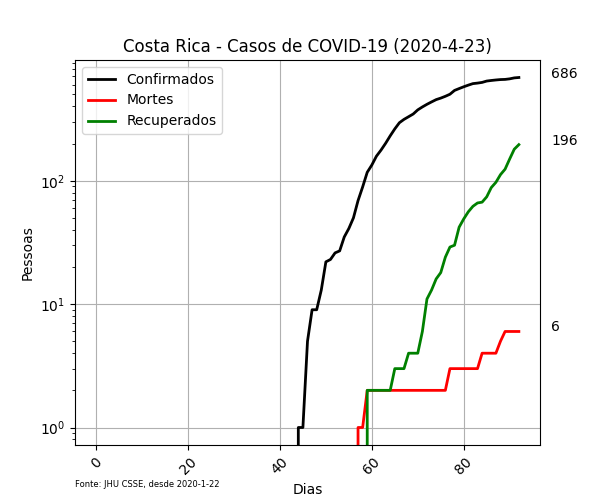 Costa Rica - Casos de COVID-19 (2020-4-23)
Confirmados
Mortes
Recuperados
686
196
6
Pessoas
10²
10¹
10⁰
0
20
40
60
80
Dias
Fonte: JHU CSSE, desde 2020-1-22